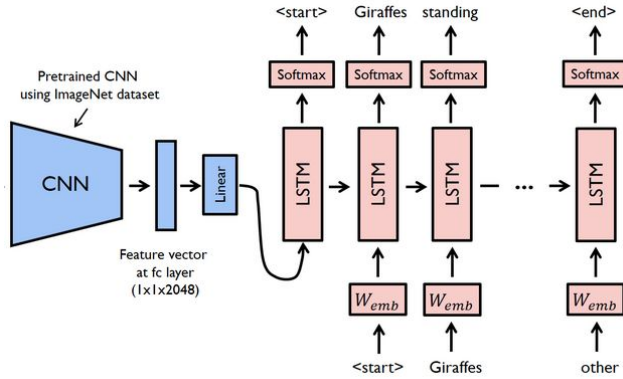 <start>
Giraffes
standing
<end>
Softmax
Softmax
Softmax
Softmax
Pretrained CNN
using ImageNet dataset
CNN
Linear
LSTM
LSTM
LSTM
...
LSTM
Feature vector
at fc layer
(1x1x2048)
W_emb
W_emb
W_emb
<start>
Giraffes
other